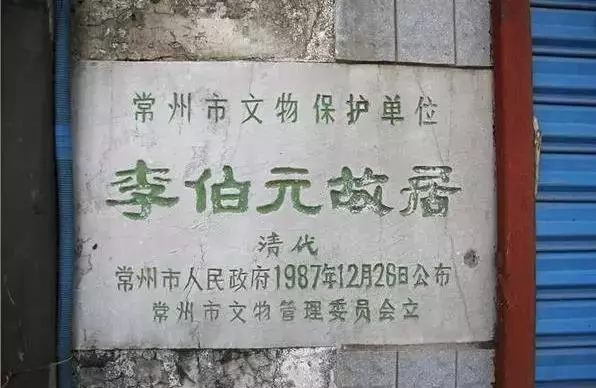 常州市文物保护单位
李伯元故居
清代
常州市人民政府1987年12月26日公布
常州市文物管理委员会立